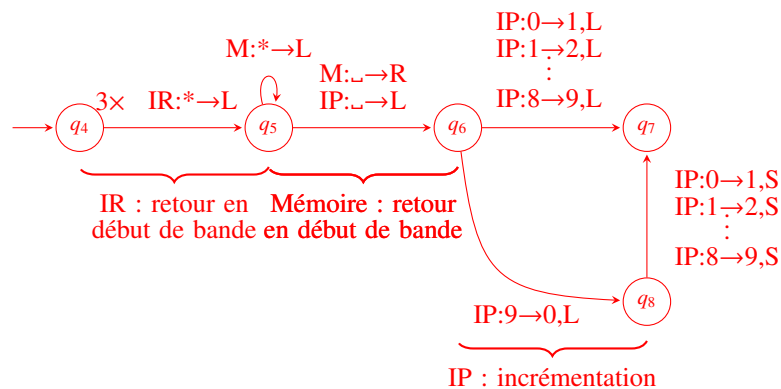 IP:0→1,L
IP:1→2,L
⋮
IP:8→9,L
M:*→L
M:␣→R
IP:␣→L
3×
IR:*→L
q4
q5
q6
q7
IR : retour en
début de bande
Mémoire : retour
en début de bande
IP:0→1,S
IP:1→2,S
⋮
IP:8→9,S
q8
IP:9→0,L
IP : incrémentation